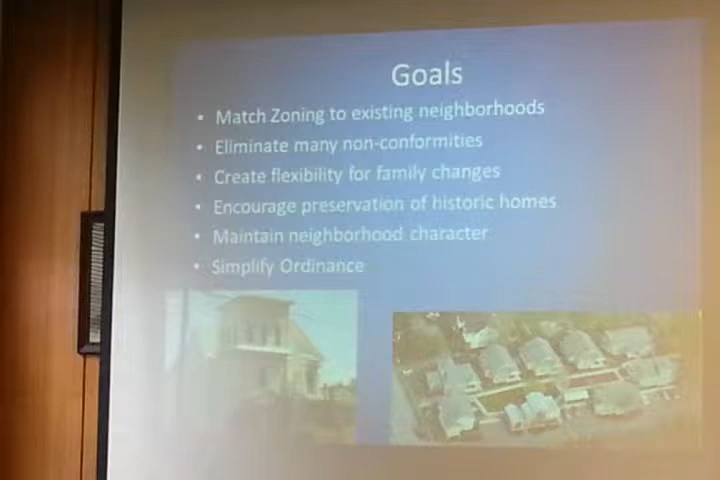 Goals
• Match Zoning to existing neighborhoods
• Eliminate many non-conformities
• Create flexibility for family changes
• Encourage preservation of historic homes
• Maintain neighborhood character
• Simplify Ordinance